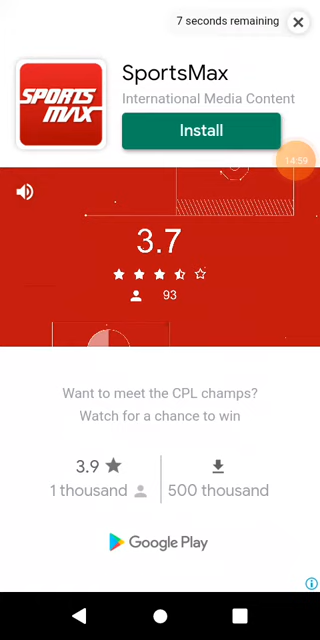 7 seconds remaining
SPORTS
MAX
SportsMax
International Media Content
Install
14:59
3.7
93
Want to meet the CPL champs?
Watch for a chance to win
3.9
1 thousand
500 thousand
Google Play